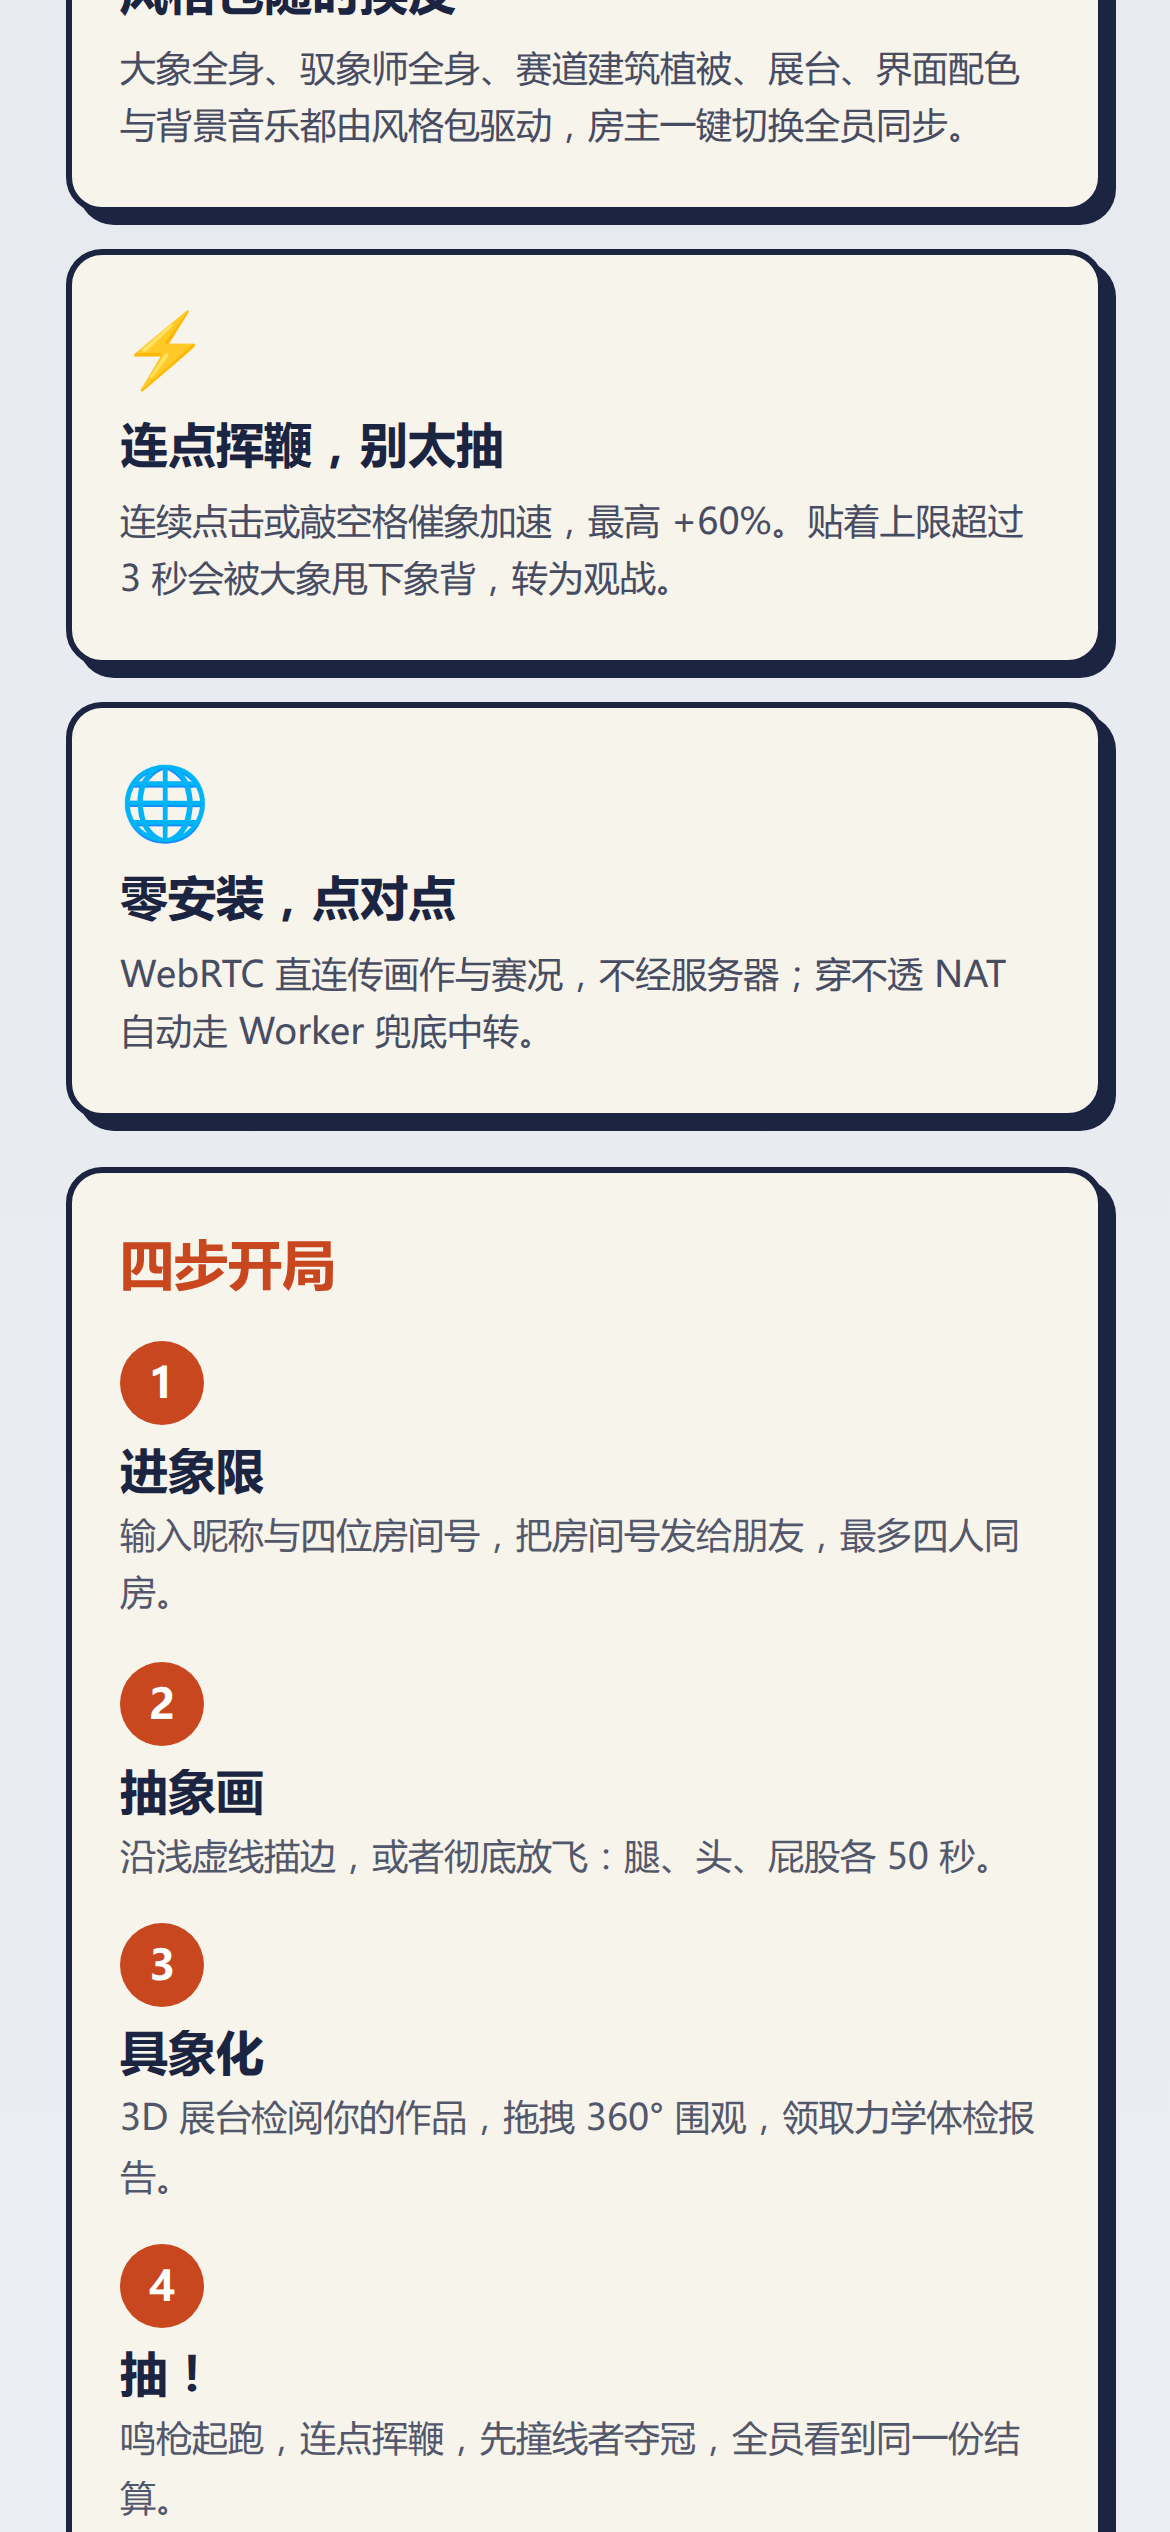 风格包随时换皮
大象全身、驭象师全身、赛道建筑植被、展台、界面配色
与背景音乐都由风格包驱动，房主一键切换全员同步。
连点挥鞭，别太抽
连续点击或敲空格催象加速，最高 +60%。贴着上限超过
3 秒会被大象甩下象背，转为观战。
零安装，点对点
WebRTC 直连传画作与赛况，不经服务器；穿不透 NAT
自动走 Worker 兜底中转。
四步开局
1
进象限
输入昵称与四位房间号，把房间号发给朋友，最多四人同
房。
2
抽象画
沿浅虚线描边，或者彻底放飞：腿、头、屁股各 50 秒。
3
具象化
3D 展台检阅你的作品，拖拽 360° 围观，领取力学体检报
告。
4
抽！
鸣枪起跑，连点挥鞭，先撞线者夺冠，全员看到同一份结
算。